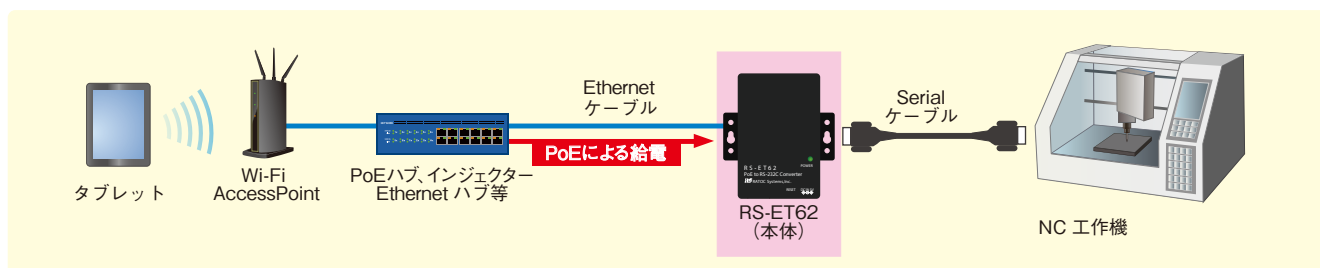 タブレット
Wi-Fi
AccessPoint
PoEハブ、インジェクター
Ethernet ハブ等
Ethernet
ケーブル
PoEによる給電
RS-ET62
POWER
PoE to RS-232C Converter
RATOC Systems,Inc.
RESET
RS-ET62
（本体）
Serial
ケーブル
NC 工作機